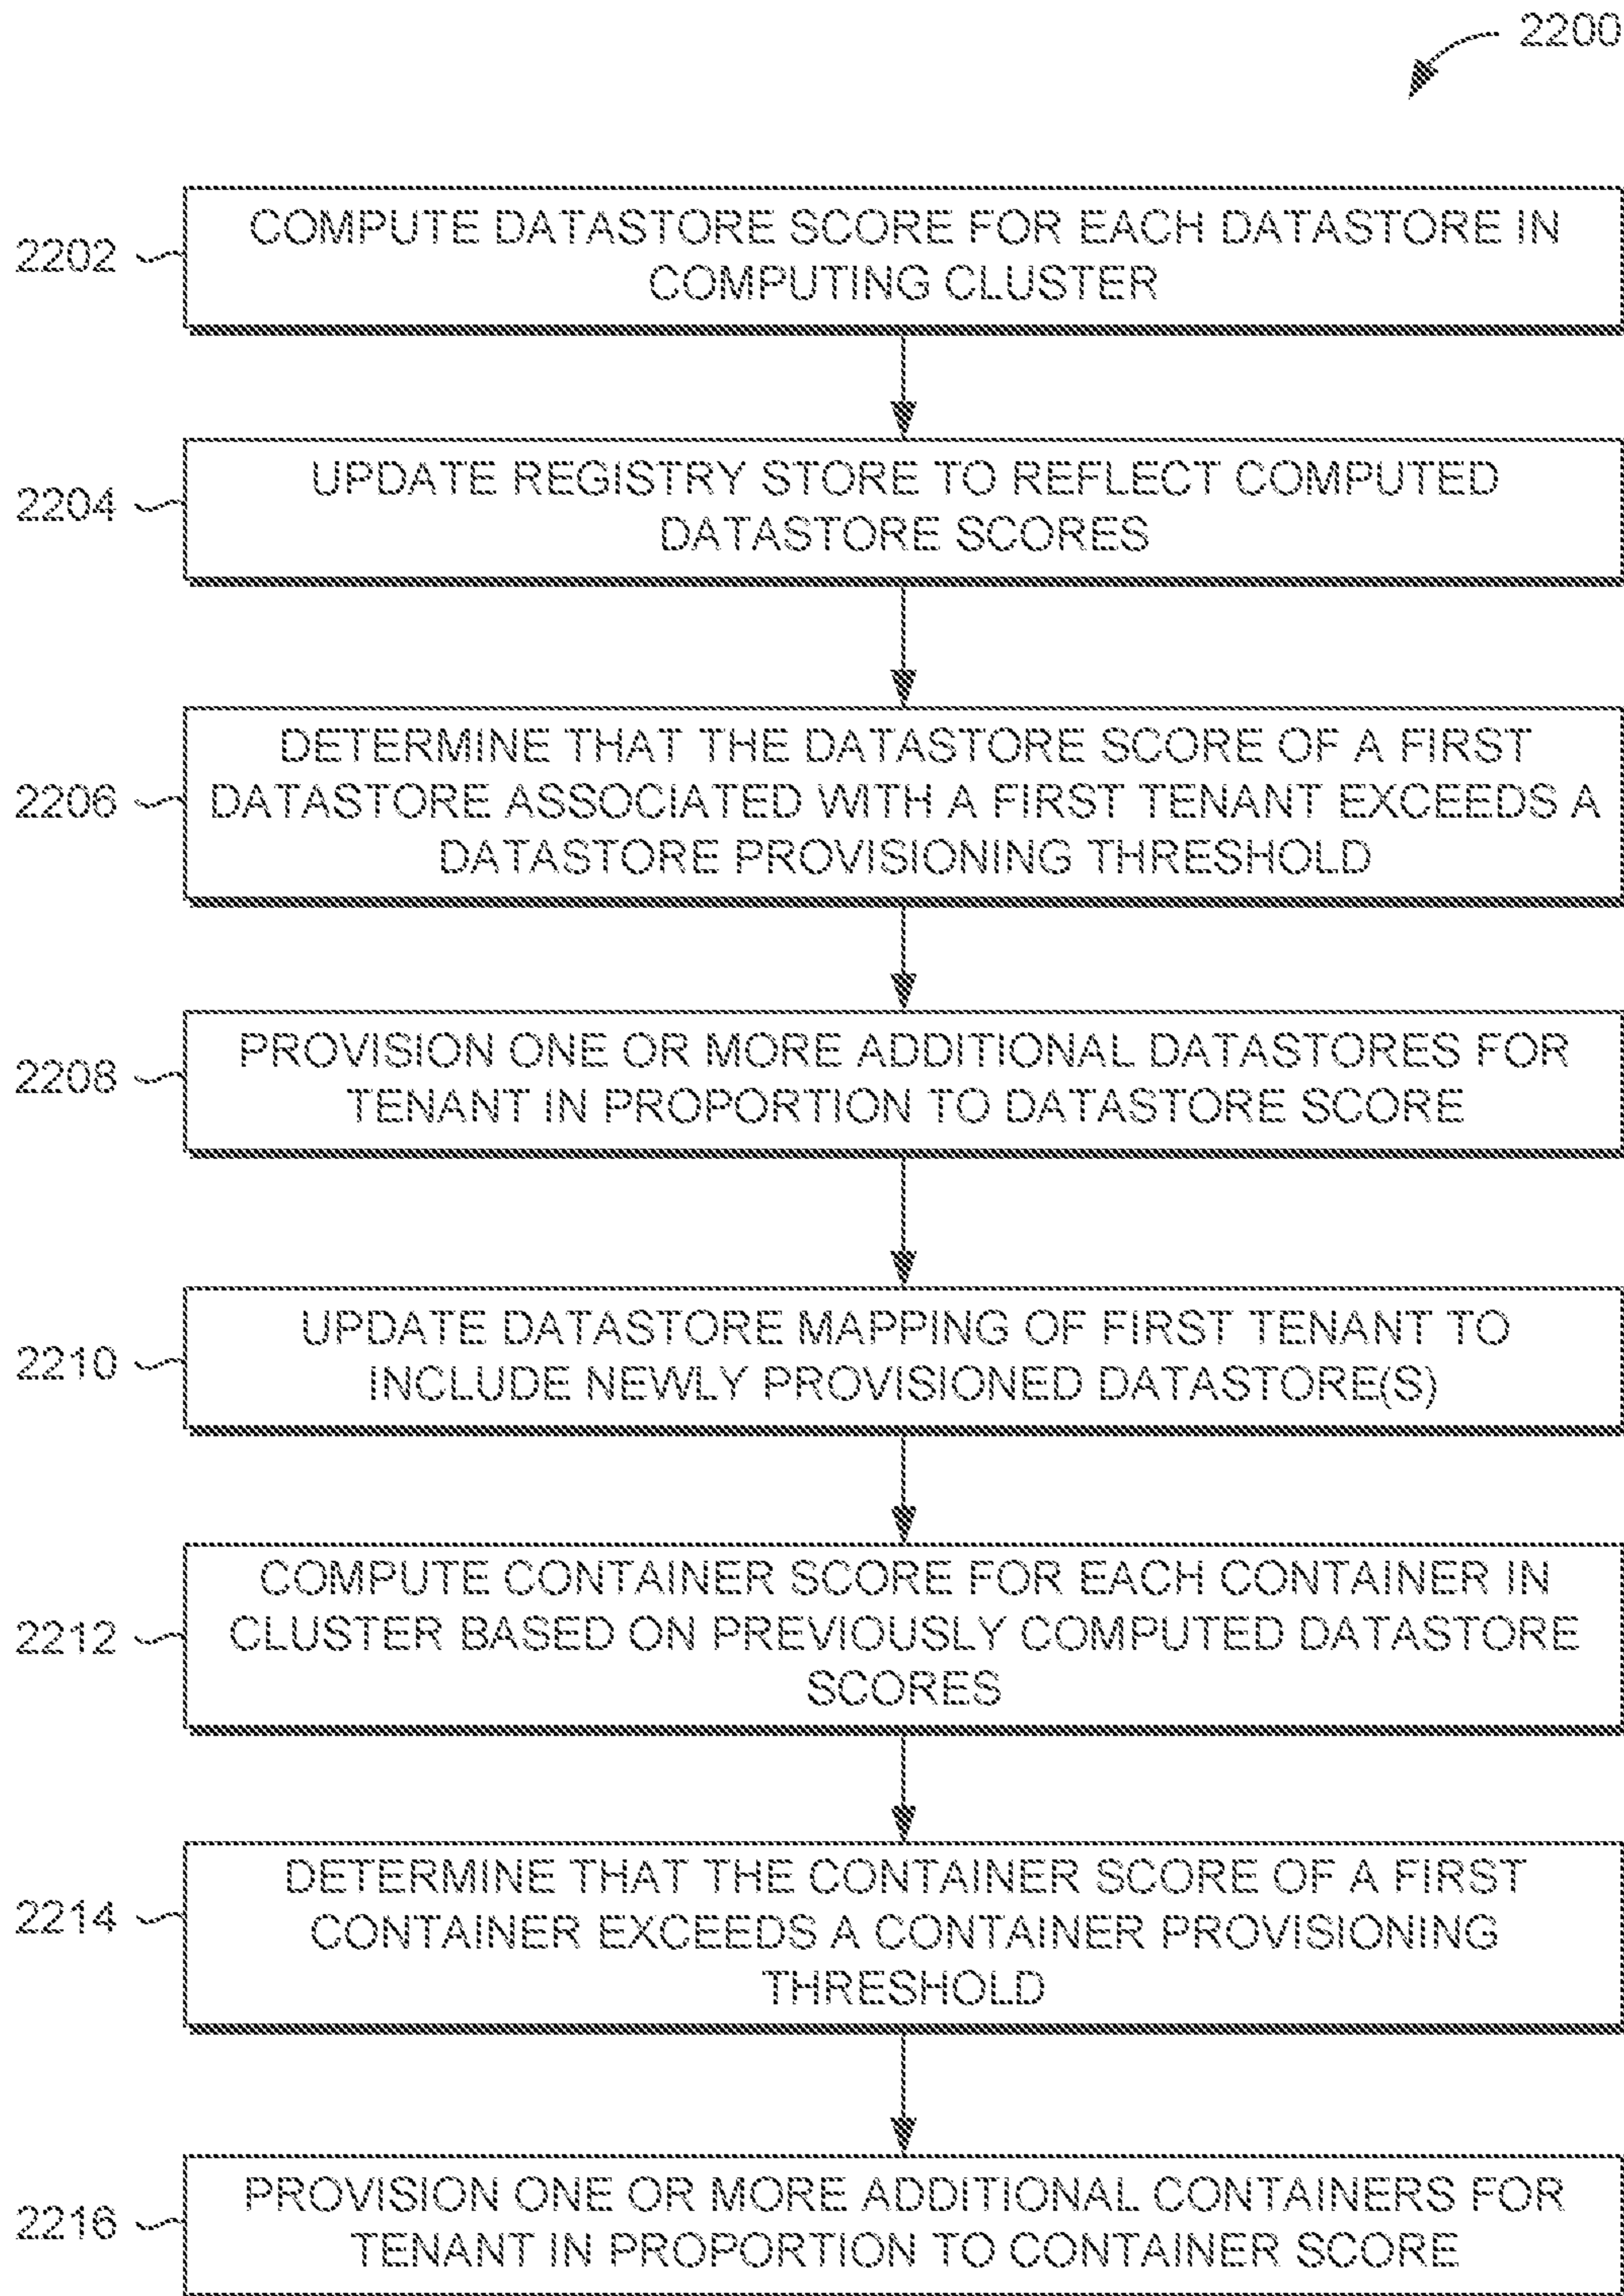 2200
2202
COMPUTE DATASTORE SCORE FOR EACH DATASTORE IN
COMPUTING CLUSTER
2204
UPDATE REGISTRY STORE TO REFLECT COMPUTED
DATASTORE SCORES
2206
DETERMINE THAT THE DATASTORE SCORE OF A FIRST
DATASTORE ASSOCIATED WITH A FIRST TENANT EXCEEDS A
DATASTORE PROVISIONING THRESHOLD
2208
PROVISION ONE OR MORE ADDITIONAL DATASTORES FOR
TENANT IN PROPORTION TO DATASTORE SCORE
2210
UPDATE DATASTORE MAPPING OF FIRST TENANT TO
INCLUDE NEWLY PROVISIONED DATASTORE(S)
2212
COMPUTE CONTAINER SCORE FOR EACH CONTAINER IN
CLUSTER BASED ON PREVIOUSLY COMPUTED DATASTORE
SCORES
2214
DETERMINE THAT THE CONTAINER SCORE OF A FIRST
CONTAINER EXCEEDS A CONTAINER PROVISIONING
THRESHOLD
2216
PROVISION ONE OR MORE ADDITIONAL CONTAINERS FOR
TENANT IN PROPORTION TO CONTAINER SCORE